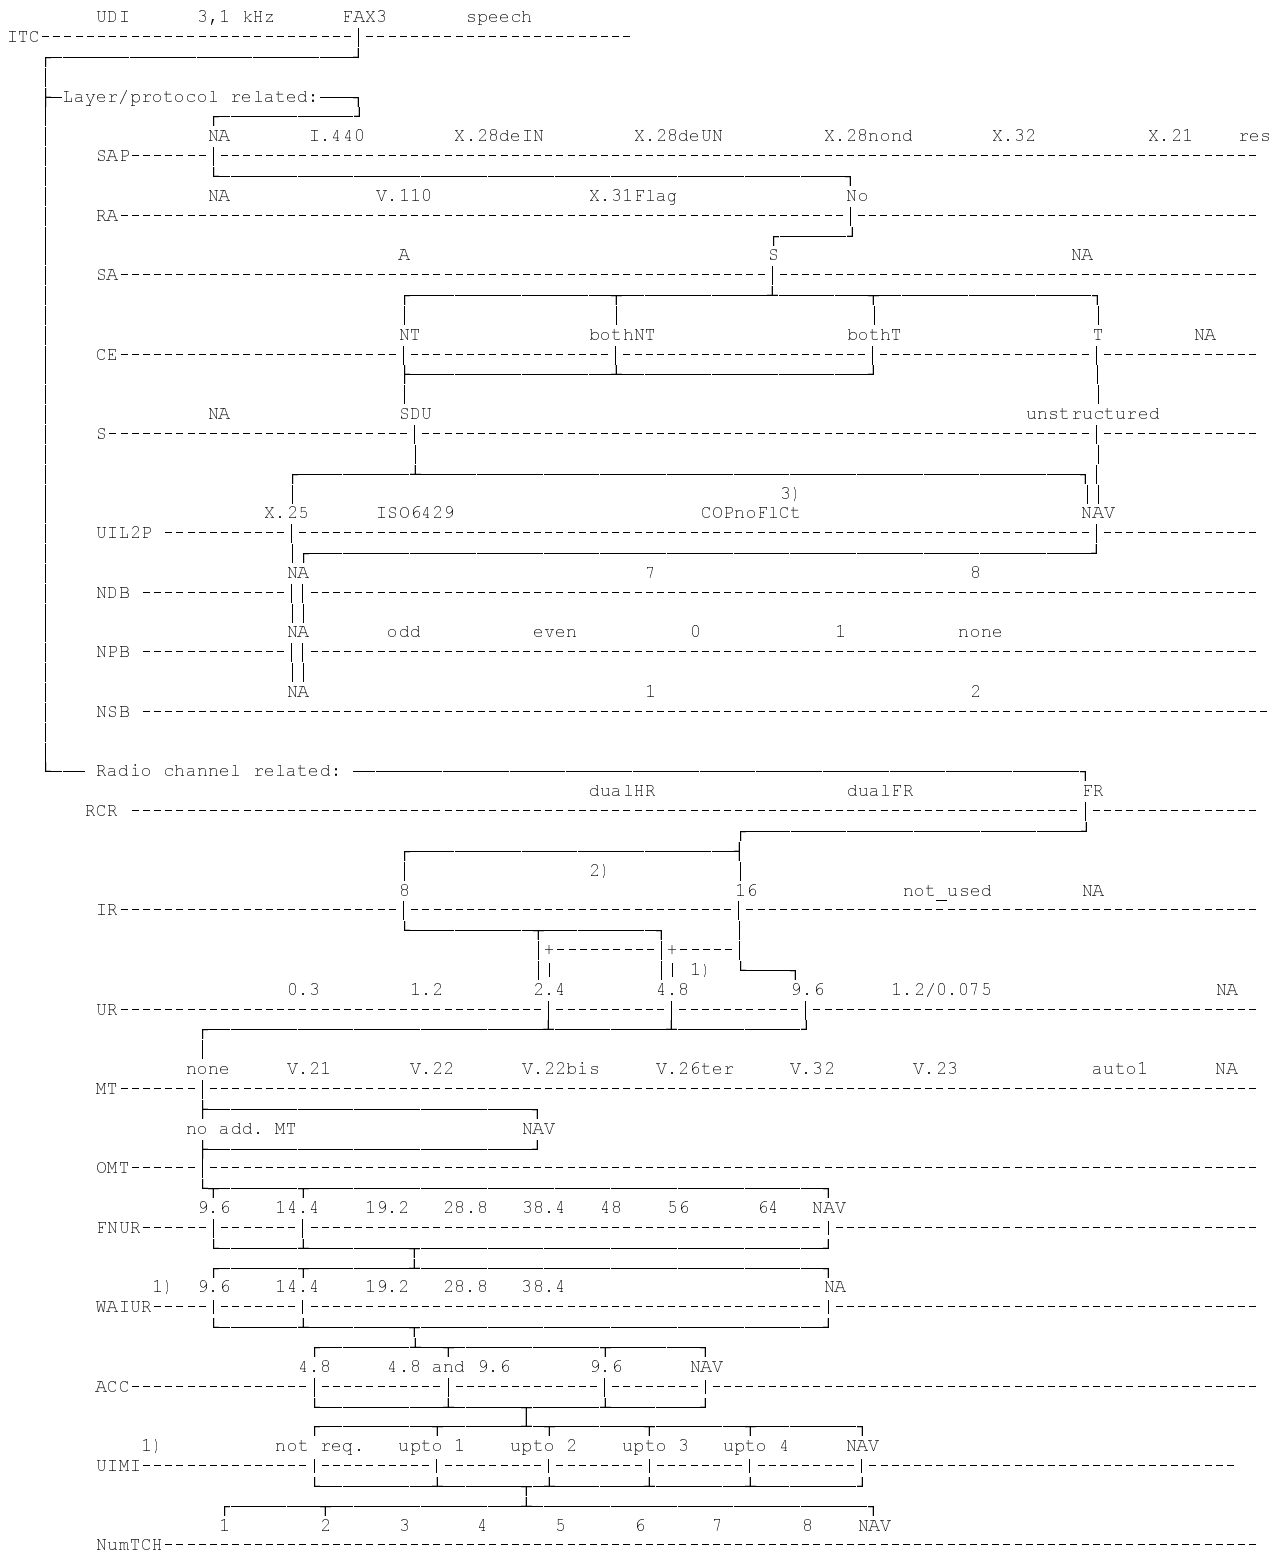 UDI 3,1 kHz FAX3 speech
ITC
Layer/protocol related:
NA I.440 X.28deIN X.28deUN X.28nond X.32 X.21 res
SAP
NA V.110 X.31Flag No
RA
A S NA
SA
NT bothNT bothT T NA
CE
NA SDU unstructured
S
3)
X.25 ISO6429 COPnoFlCt NAV
UIL2P
NA 7 8
NDB
NA odd even 0 1 none
NPB
NA 1 2
NSB
Radio channel related:
dualHR dualFR FR
RCR
2)
8 16 not_used NA
IR
1)
0.3 1.2 2.4 4.8 9.6 1.2/0.075 NA
UR
none V.21 V.22 V.22bis V.26ter V.32 V.23 auto1 NA
MT
no add. MT NAV
OMT
9.6 14.4 19.2 28.8 38.4 48 56 64 NAV
FNUR
1) 9.6 14.4 19.2 28.8 38.4 NA
WAIUR
4.8 4.8 and 9.6 9.6 NAV
ACC
1) not req. upto 1 upto 2 upto 3 upto 4 NAV
UIMI
1 2 3 4 5 6 7 8 NAV
NumTCH